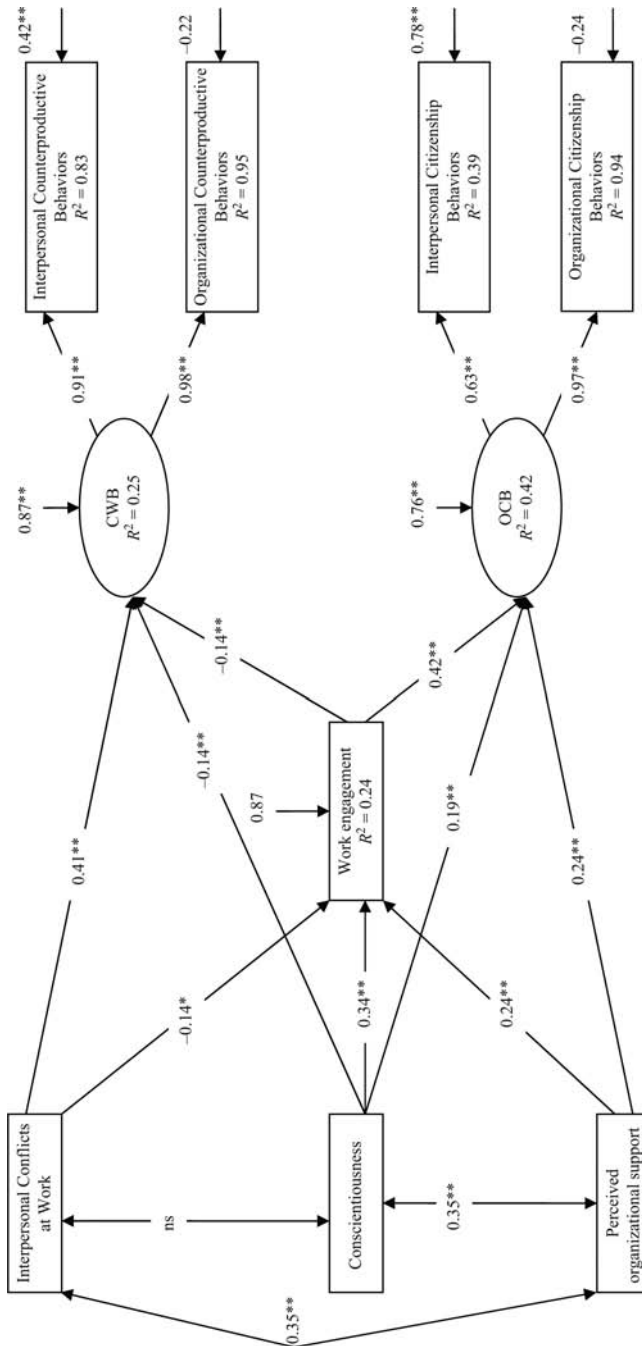 Interpersonal Conflicts
at Work
Conscientiousness
Perceived
organizational support
0.35**
ns
0.35**
0.41**
–0.14*
0.34**
0.24**
–0.14**
0.19**
0.24**
0.87
Work engagement
R² = 0.24
–0.14**
0.42**
0.87**
CWB
R² = 0.25
0.76**
OCB
R² = 0.42
0.91**
0.98**
0.63**
0.97**
Interpersonal Counterproductive
Behaviors
R² = 0.83
0.42**
Organizational Counterproductive
Behaviors
R² = 0.95
–0.22
Interpersonal Citizenship
Behaviors
R² = 0.39
0.78**
Organizational Citizenship
Behaviors
R² = 0.94
–0.24